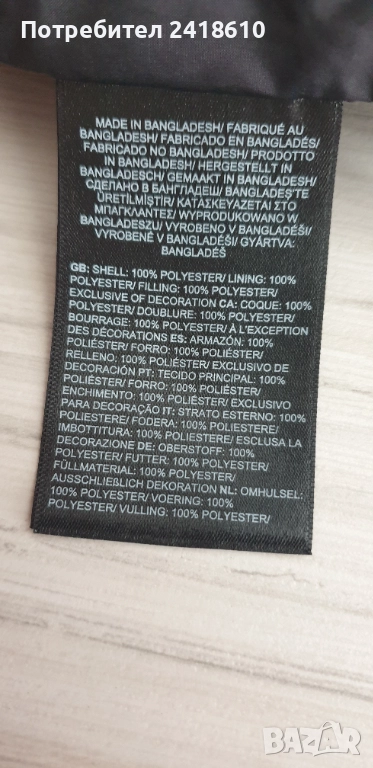 Потребител 2418610
MADE IN BANGLADESH/ FABRIQUÉ AU
BANGLADESH/ FABRICADO EN BANGLADÉS/
FABRICADO NO BANGLADESH/ PRODOTTO
IN BANGLADESH/ HERGESTELLT IN
BANGLADESCH/ GEMAAKT IN BANGLADESH/
СДЕЛАНО В БАНГЛАДЕШ/ BANGLADEŞ'TE
ÜRETİLMİŞTİR/ ΚΑΤΑΣΚΕΥΑΖΕΤΑΙ ΣΤΟ
ΜΠΑΓΚΛΑΝΤΕΣ/ WYPRODUKOWANO W
BANGLADESZU/ VYROBENO V BANGLADÉŠI/
VYROBENÉ V BANGLADÉŠI/ GYÁRTVA:
BANGLADÉS
GB: SHELL: 100% POLYESTER/ LINING: 100%
POLYESTER/ FILLING: 100% POLYESTER/
EXCLUSIVE OF DECORATION CA: COQUE: 100%
POLYESTER/ DOUBLURE: 100% POLYESTER/
BOURRAGE: 100% POLYESTER/ À L'EXCEPTION
DES DÉCORATIONS ES: ARMAZÓN: 100%
POLIÉSTER/ FORRO: 100% POLIÉSTER/
RELLENO: 100% POLIÉSTER/ EXCLUSIVO DE
DECORACIÓN PT: TECIDO PRINCIPAL: 100%
POLIÉSTER/ FORRO: 100% POLIÉSTER/
ENCHIMENTO: 100% POLIÉSTER/ EXCLUSIVO
PARA DECORAÇÃO IT: STRATO ESTERNO: 100%
POLIESTERE/ FODERA: 100% POLIESTERE/
IMBOTTITURA: 100% POLIESTERE/ ESCLUSA LA
DECORAZIONE DE: OBERSTOFF: 100%
POLYESTER/ FUTTER: 100% POLYESTER/
FÜLLMATERIAL: 100% POLYESTER/
AUSSCHLIEẞLICH DEKORATION NL: OMHULSEL:
100% POLYESTER/ VOERING: 100%
POLYESTER/ VULLING: 100% POLYESTER/
BAZAR